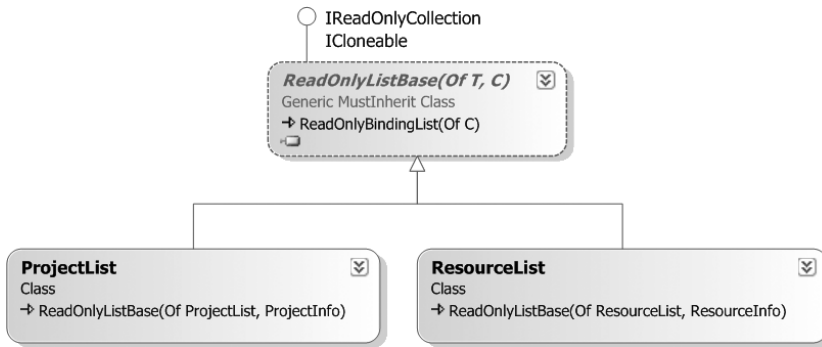 IReadOnlyCollection
ICloneable
ReadOnlyListBase(Of T, C)
Generic MustInherit Class
ReadOnlyBindingList(Of C)
ProjectList
Class
ReadOnlyListBase(Of ProjectList, ProjectInfo)
ResourceList
Class
ReadOnlyListBase(Of ResourceList, ResourceInfo)